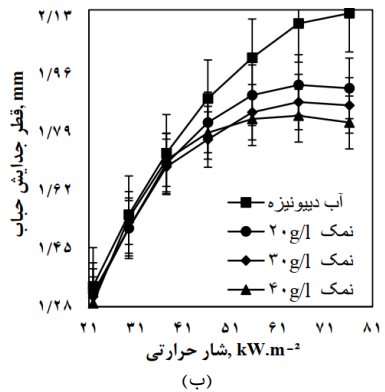 قطر جدایش حباب, mm
۲/۱۳
۱/۹۶
۱/۷۹
۱/۶۲
۱/۴۵
۱/۲۸
آب دییونیزه
نمک ۲۰g/l
نمک ۳۰g/l
نمک ۴۰g/l
۲۱ ۳۱ ۴۱ ۵۱ ۶۱ ۷۱ ۸۱
شار حرارتی, kW.m⁻²
(ب)